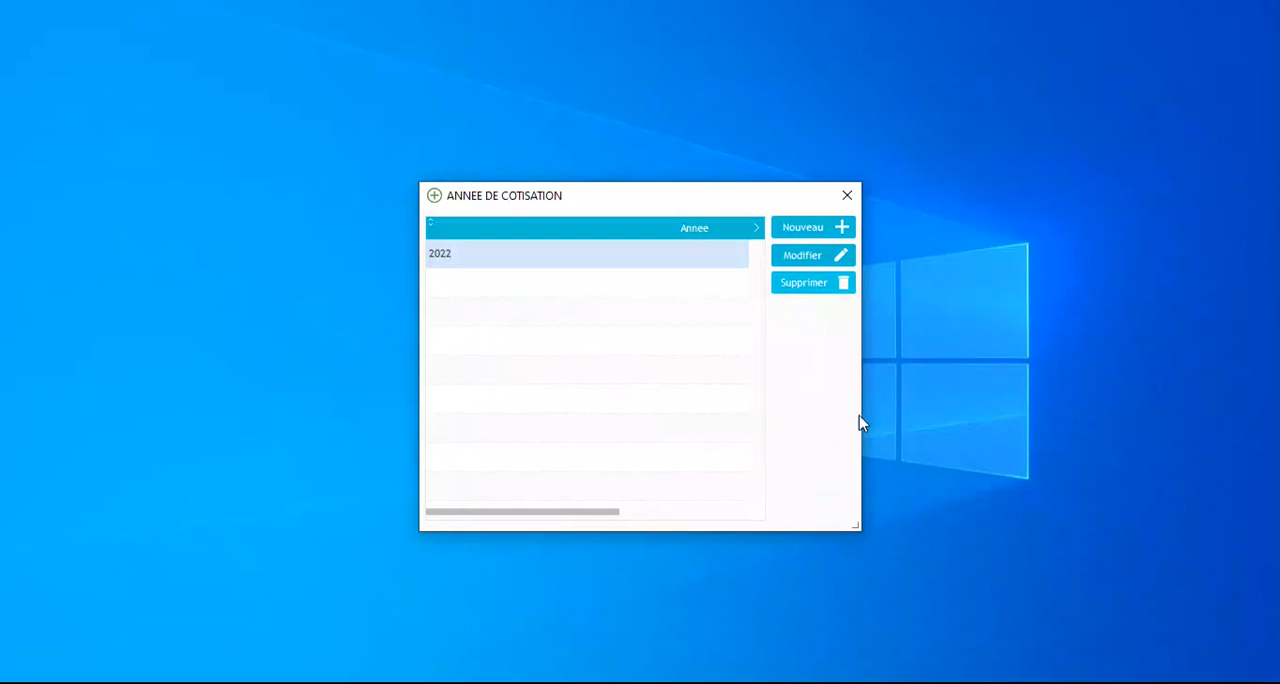 ANNEE DE COTISATION
Annee
Nouveau
2022
Modifier
Supprimer